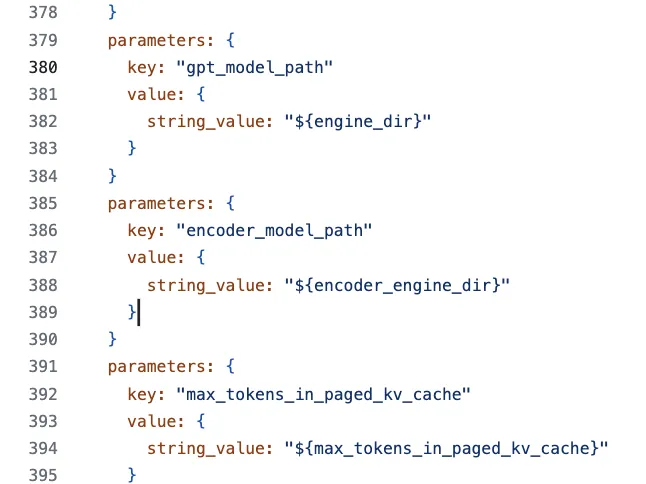 378 }
379 parameters: {
380 key: "gpt_model_path"
381 value: {
382 string_value: "${engine_dir}"
383 }
384 }
385 parameters: {
386 key: "encoder_model_path"
387 value: {
388 string_value: "${encoder_engine_dir}"
389 }
390 }
391 parameters: {
392 key: "max_tokens_in_paged_kv_cache"
393 value: {
394 string_value: "${max_tokens_in_paged_kv_cache}"
395 }